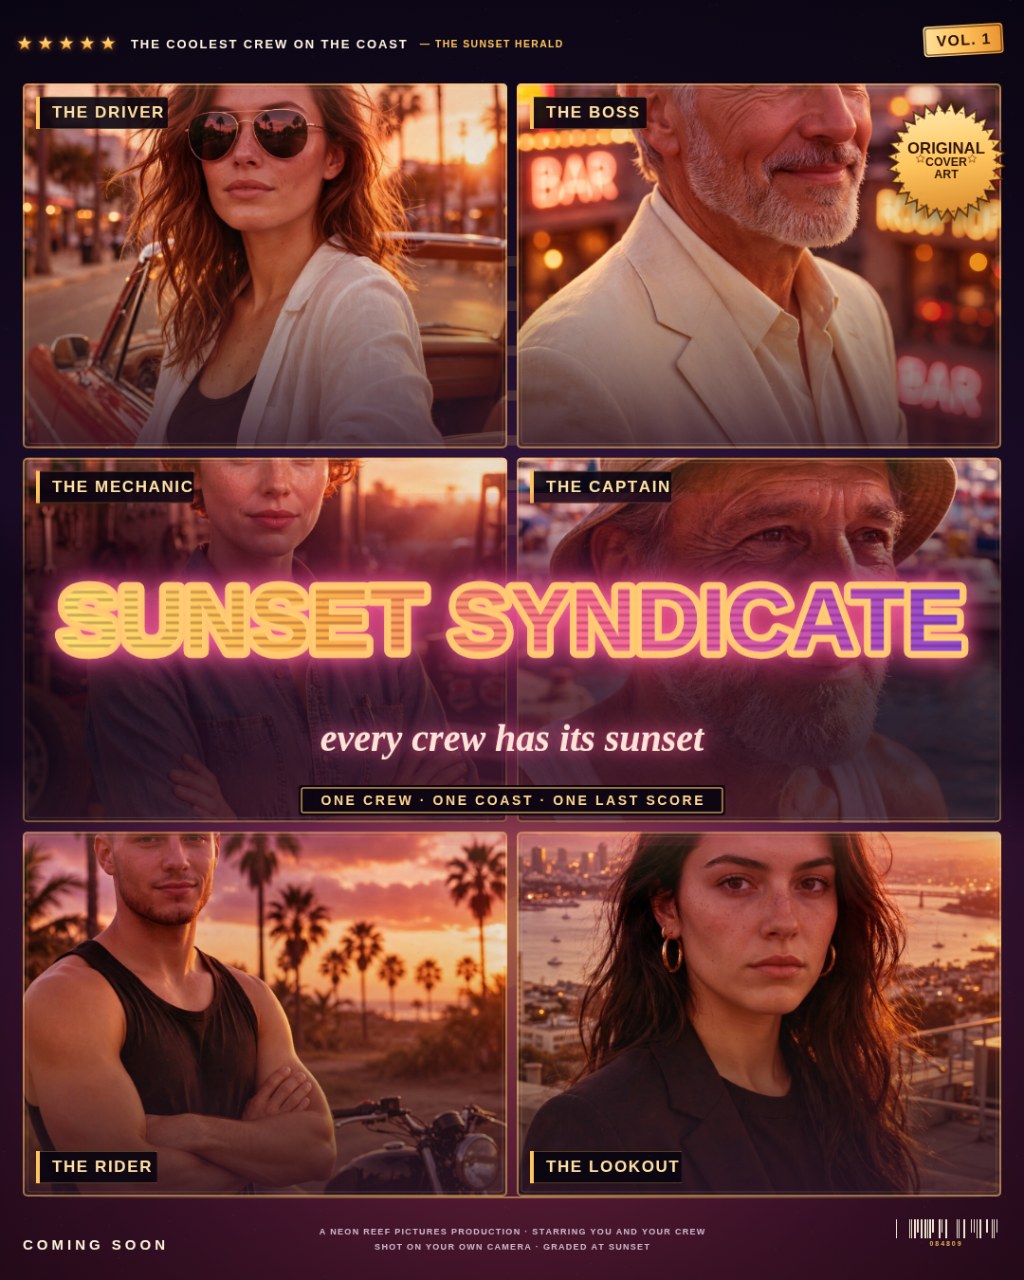 ★★★★★ THE COOLEST CREW ON THE COAST — THE SUNSET HERALD
VOL. 1
THE DRIVER
THE BOSS
BAR
ORIGINAL
COVER
ART
BAR
THE MECHANIC
THE CAPTAIN
SUNSET SYNDICATE
every crew has its sunset
ONE CREW · ONE COAST · ONE LAST SCORE
THE RIDER
THE LOOKOUT
COMING SOON
A NEON REEF PICTURES PRODUCTION · STARRING YOU AND YOUR CREW
SHOT ON YOUR OWN CAMERA · GRADED AT SUNSET
084809